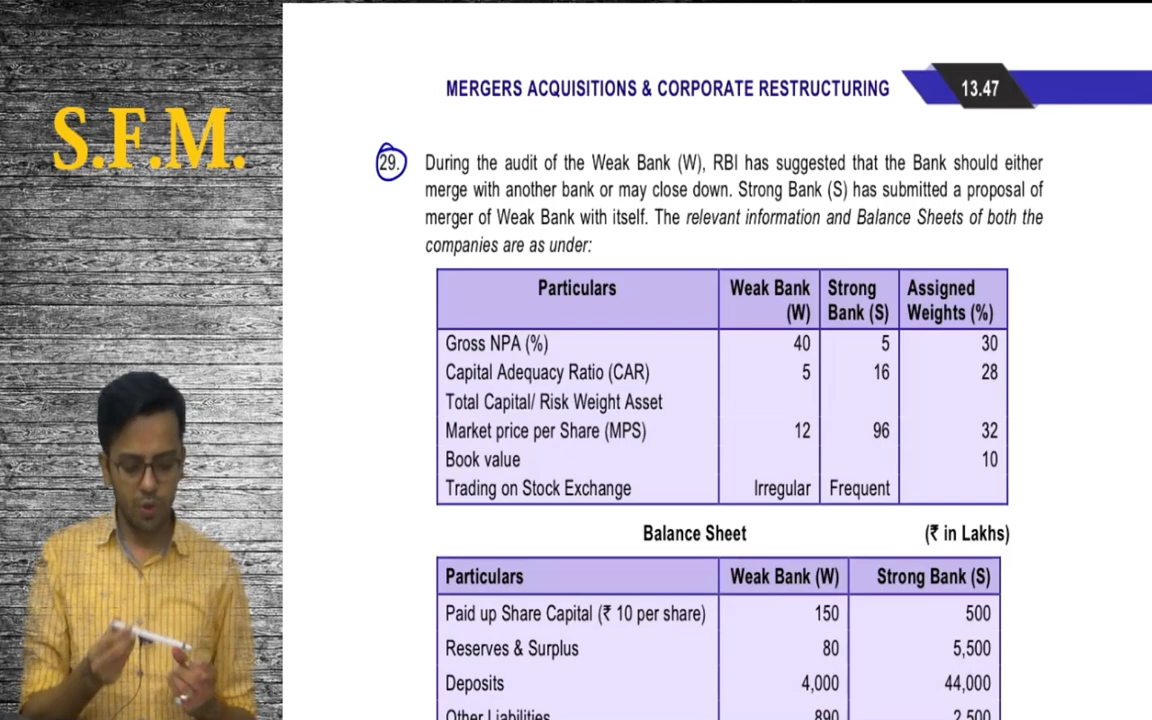 S.F.M.
MERGERS ACQUISITIONS & CORPORATE RESTRUCTURING 13.47
29. During the audit of the Weak Bank (W), RBI has suggested that the Bank should either
merge with another bank or may close down. Strong Bank (S) has submitted a proposal of
merger of Weak Bank with itself. The relevant information and Balance Sheets of both the
companies are as under:
Particulars Weak Bank (W) Strong Bank (S) Assigned Weights (%)
Gross NPA (%) 40 5 30
Capital Adequacy Ratio (CAR) 5 16 28
Total Capital/ Risk Weight Asset
Market price per Share (MPS) 12 96 32
Book value 10
Trading on Stock Exchange Irregular Frequent
Balance Sheet (₹ in Lakhs)
Particulars Weak Bank (W) Strong Bank (S)
Paid up Share Capital (₹ 10 per share) 150 500
Reserves & Surplus 80 5,500
Deposits 4,000 44,000
Other Liabilities 890 2,500